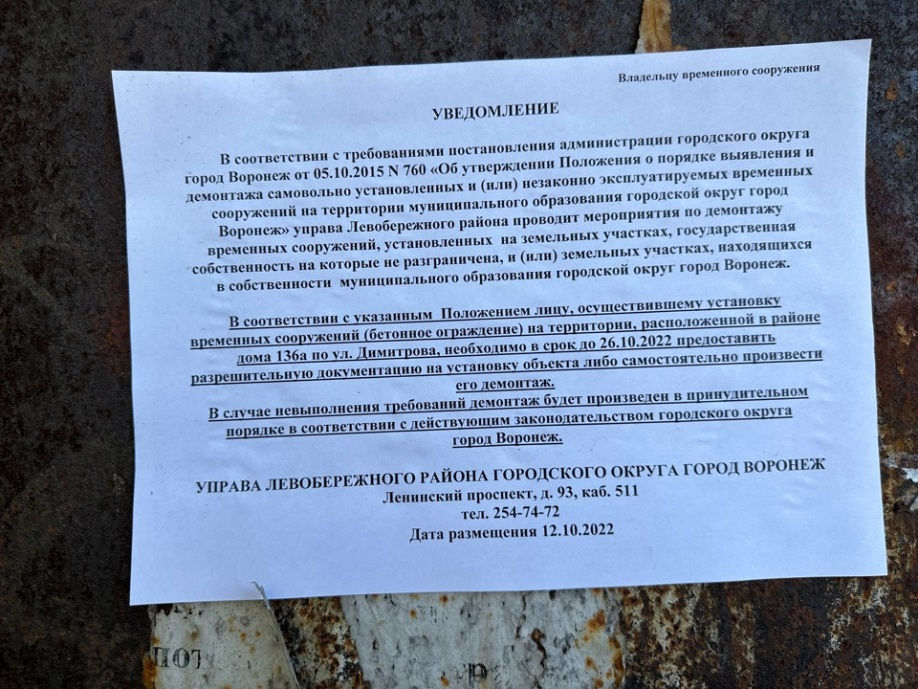 Владельцу временного сооружения
УВЕДОМЛЕНИЕ
В соответствии с требованиями постановления администрации городского округа
город Воронеж от 05.10.2015 N 760 «Об утверждении Положения о порядке выявления и
демонтажа самовольно установленных и (или) незаконно эксплуатируемых временных
сооружений на территории муниципального образования городской округ город
Воронеж» управа Левобережного района проводит мероприятия по демонтажу
временных сооружений, установленных на земельных участках, государственная
собственность на которые не разграничена, и (или) земельных участках, находящихся
в собственности муниципального образования городской округ город Воронеж.
В соответствии с указанным Положением лицу, осуществившему установку
временных сооружений (бетонное ограждение) на территории, расположенной в районе
дома 136а по ул. Димитрова, необходимо в срок до 26.10.2022 предоставить
разрешительную документацию на установку объекта либо самостоятельно произвести
его демонтаж.
В случае невыполнения требований демонтаж будет произведен в принудительном
порядке в соответствии с действующим законодательством городского округа
город Воронеж.
УПРАВА ЛЕВОБЕРЕЖНОГО РАЙОНА ГОРОДСКОГО ОКРУГА ГОРОД ВОРОНЕЖ
Ленинский проспект, д. 93, каб. 511
тел. 254-74-72
Дата размещения 12.10.2022